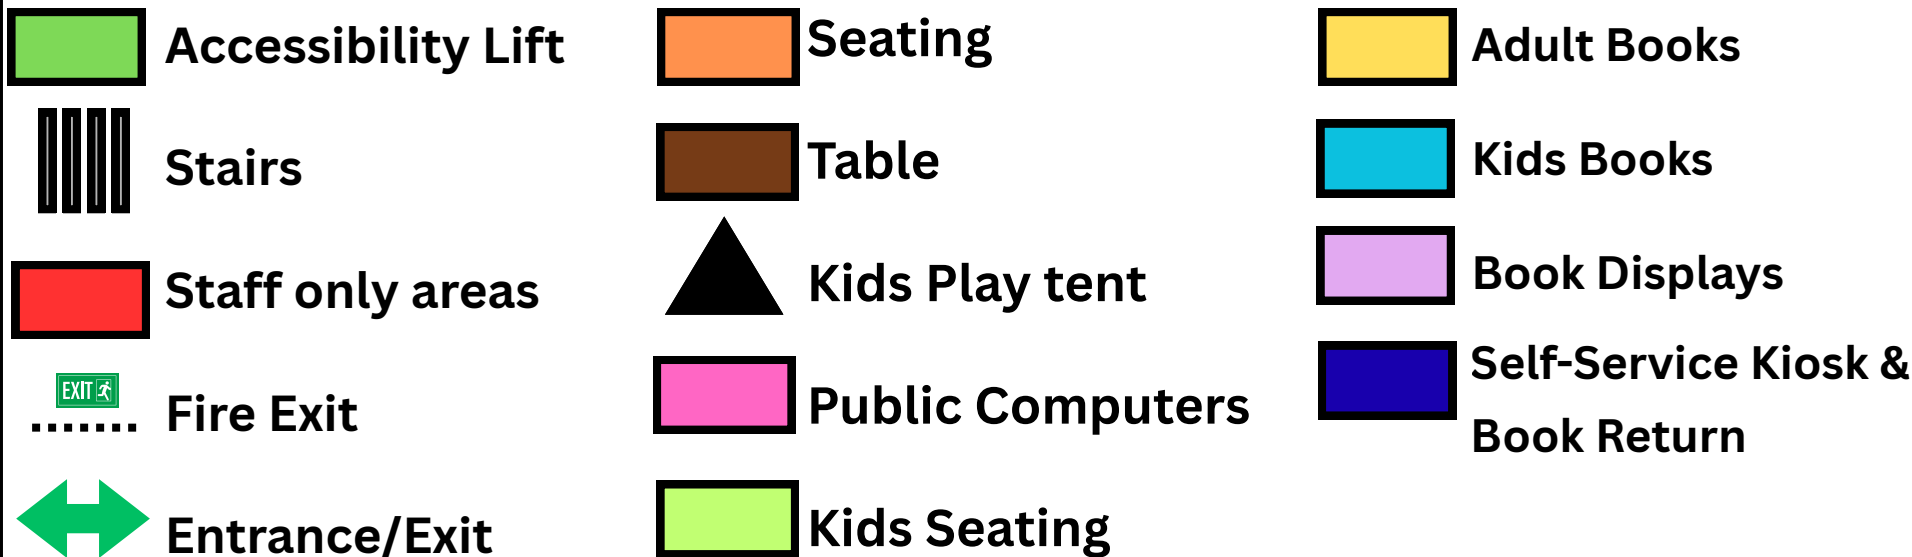 Accessibility Lift
Stairs
Staff only areas
EXIT
Fire Exit
Entrance/Exit
Seating
Table
Kids Play tent
Public Computers
Kids Seating
Adult Books
Kids Books
Book Displays
Self-Service Kiosk &
Book Return